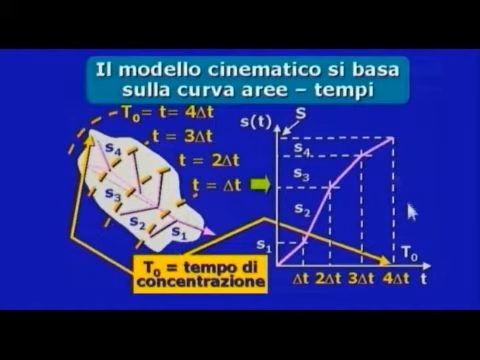 Il modello cinematico si basa
sulla curva aree – tempi
T₀= t= 4Δt
t = 3Δt
t = 2Δt
t = Δt
s₄
s₃
s₂
s₁
s(t)
S
s₄
s₃
s₂
s₁
T₀
Δt 2Δt 3Δt 4Δt t
T₀ = tempo di
concentrazione